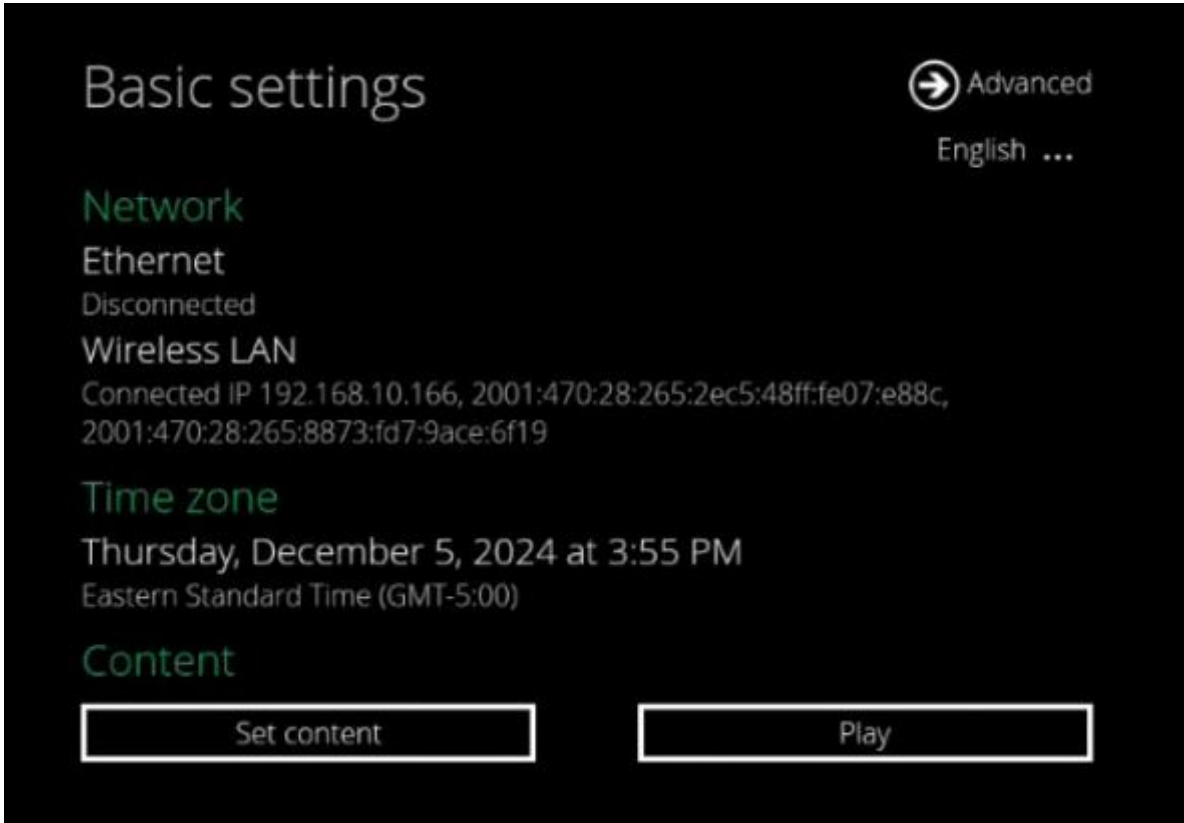 Basic settings
Advanced
English ...
Network
Ethernet
Disconnected
Wireless LAN
Connected IP 192.168.10.166, 2001:470:28:265:2ec5:48ff:fe07:e88c,
2001:470:28:265:8873:fd7:9ace:6f19
Time zone
Thursday, December 5, 2024 at 3:55 PM
Eastern Standard Time (GMT-5:00)
Content
Set content
Play